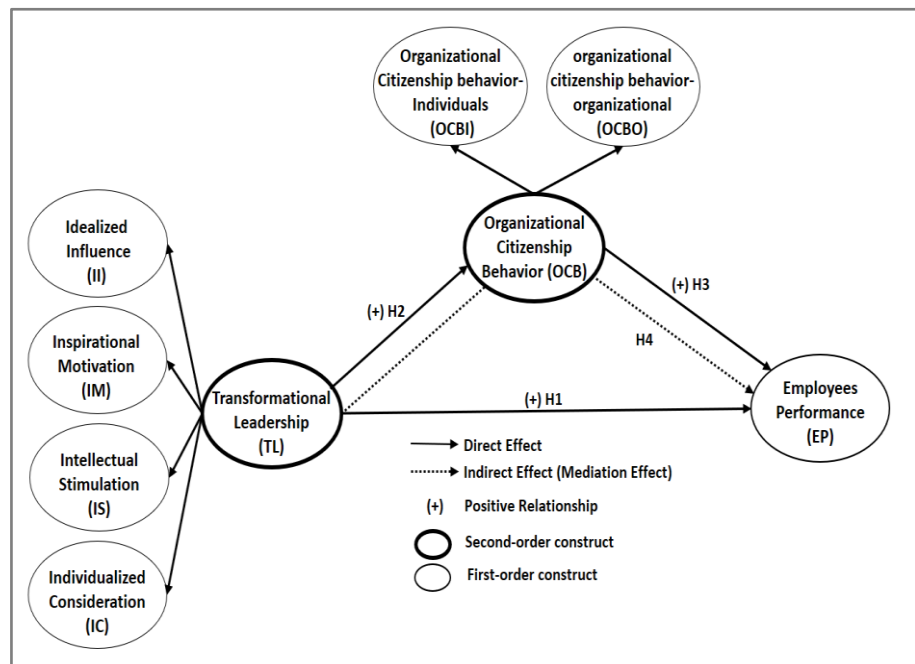 Organizational
Citizenship behavior-
Individuals
(OCBI)
organizational
citizenship behavior-
organizational
(OCBO)
Idealized
Influence
(II)
Organizational
Citizenship
Behavior (OCB)
(+) H3
(+) H2
H4
Inspirational
Motivation
(IM)
Transformational
Leadership
(TL)
(+) H1
Employees
Performance
(EP)
Intellectual
Stimulation
(IS)
Individualized
Consideration
(IC)
Direct Effect
Indirect Effect (Mediation Effect)
(+) Positive Relationship
Second-order construct
First-order construct